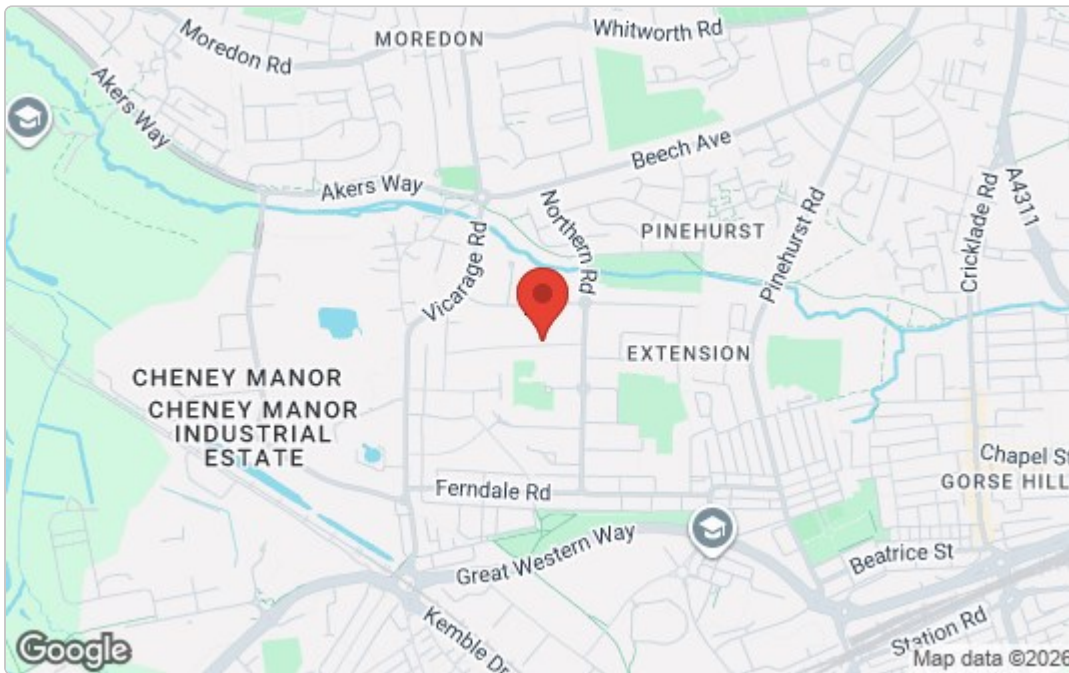 Whitworth Rd
MOREDON
Moredon Rd
Akers Way
Beech Ave
Akers Way
Northern Rd
A4311
Cricklade Rd
Pinehurst Rd
PINEHURST
Vicarage Rd
EXTENSION
CHENEY MANOR
CHENEY MANOR
INDUSTRIAL
ESTATE
Chapel St
GORSE HILL
Ferndale Rd
Great Western Way
Beatrice St
Kemble Dr
Station Rd
Google
Map data ©2026